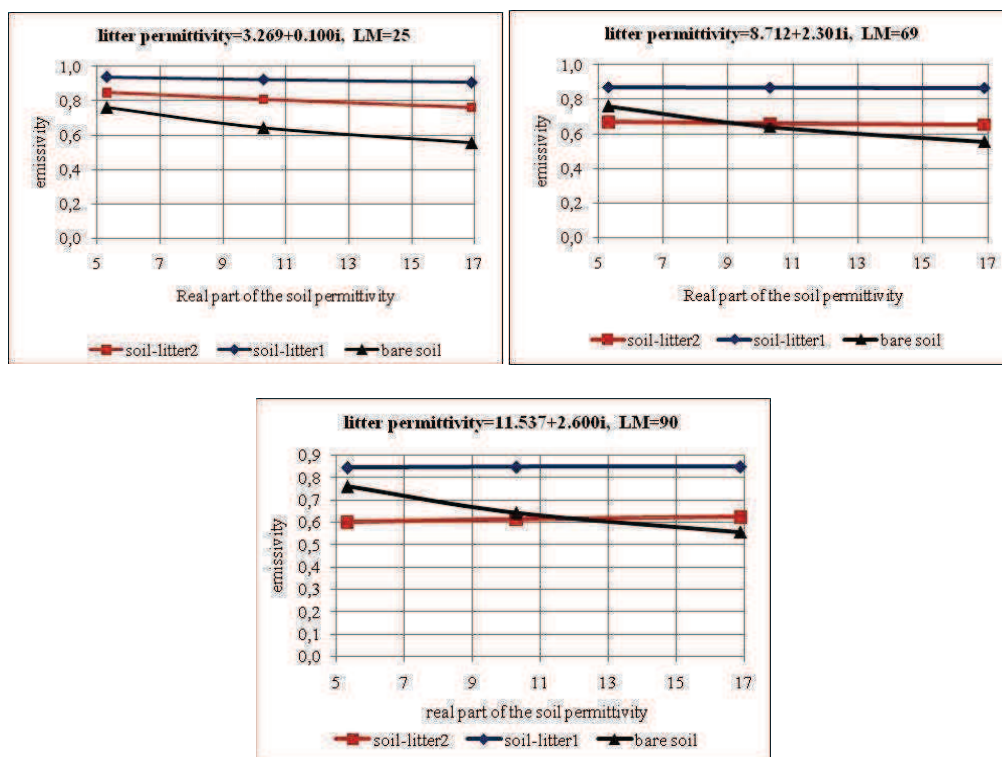 litter permittivity=3.269+0.100i, LM=25
1,0
0,8
0,6
0,4
0,2
0,0
emissivity
5 7 9 11 13 15 17
Real part of the soil permittivity
soil-litter2 soil-litter1 bare soil
litter permittivity=8.712+2.301i, LM=69
1,0
0,8
0,6
0,4
0,2
0,0
emissivity
5 7 9 11 13 15 17
Real part of the soil permittivity
soil-litter2 soil-litter1 bare soil
litter permittivity=11.537+2.600i, LM=90
0,9
0,8
0,7
0,6
0,5
0,4
0,3
0,2
0,1
0,0
emissivity
5 7 9 11 13 15 17
real part of the soil permittivity
soil-litter2 soil-litter1 bare soil